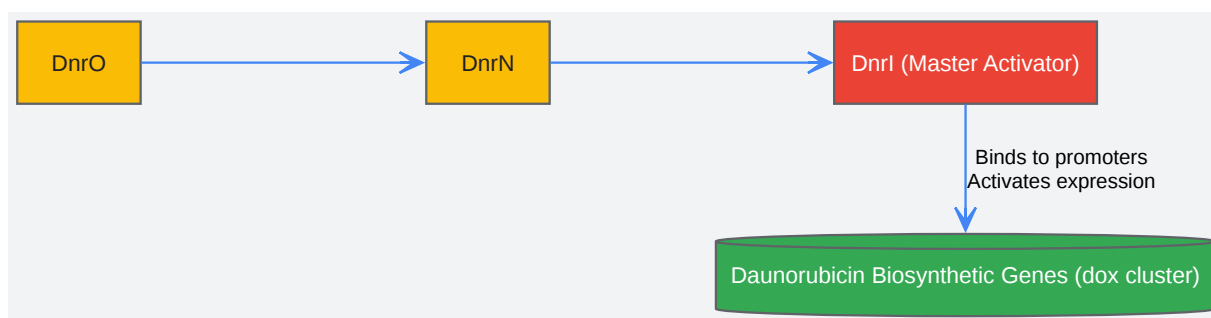 DnrO
DnrN
DnrI (Master Activator)
Binds to promoters
Activates expression
Daunorubicin Biosynthetic Genes (dox cluster)